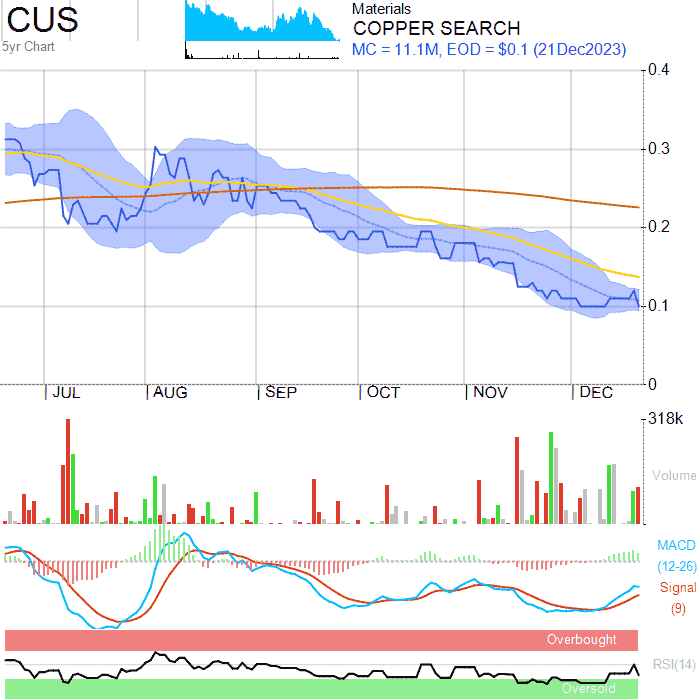 CUS
5yr Chart
Materials
COPPER SEARCH
MC = 11.1M, EOD = $0.1 (21Dec2023)
0.4
0.3
0.2
0.1
0
JUL AUG SEP OCT NOV DEC
318k
Volume
MACD
(12-26)
Signal
(9)
Overbought
RSI(14)
Oversold